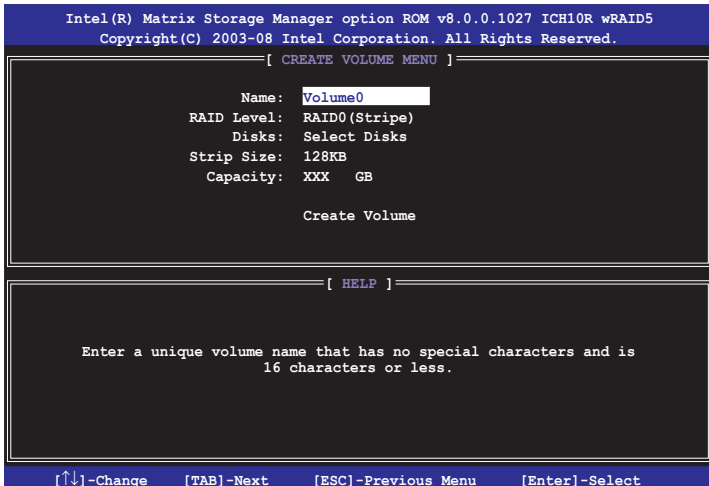 Intel(R) Matrix Storage Manager option ROM v8.0.0.1027 ICH10R wRAID5
Copyright(C) 2003-08 Intel Corporation. All Rights Reserved.
[ CREATE VOLUME MENU ]
Name: Volume0
RAID Level: RAID0(Stripe)
Disks: Select Disks
Strip Size: 128KB
Capacity: XXX GB
Create Volume
[ HELP ]
Enter a unique volume name that has no special characters and is
16 characters or less.
[↑↓]-Change [TAB]-Next [ESC]-Previous Menu [Enter]-Select